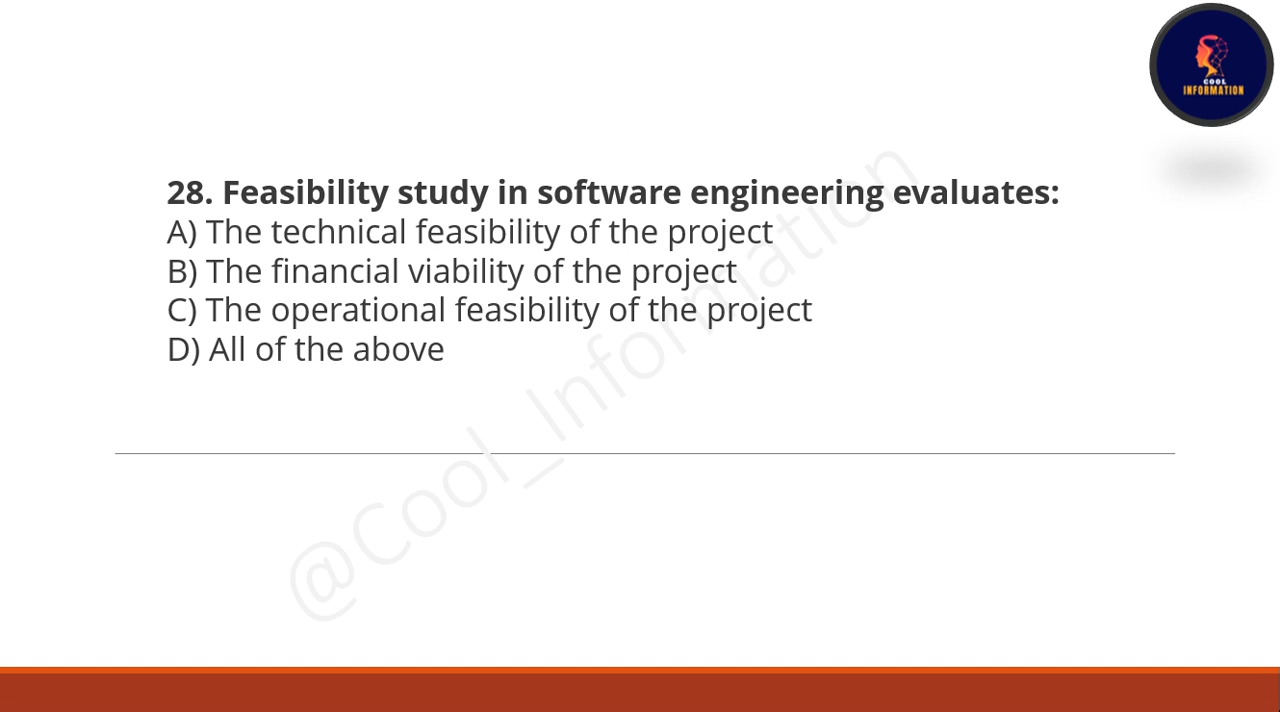 COOL
INFORMATION
28. Feasibility study in software engineering evaluates:
A) The technical feasibility of the project
B) The financial viability of the project
C) The operational feasibility of the project
D) All of the above
@Cool_Information